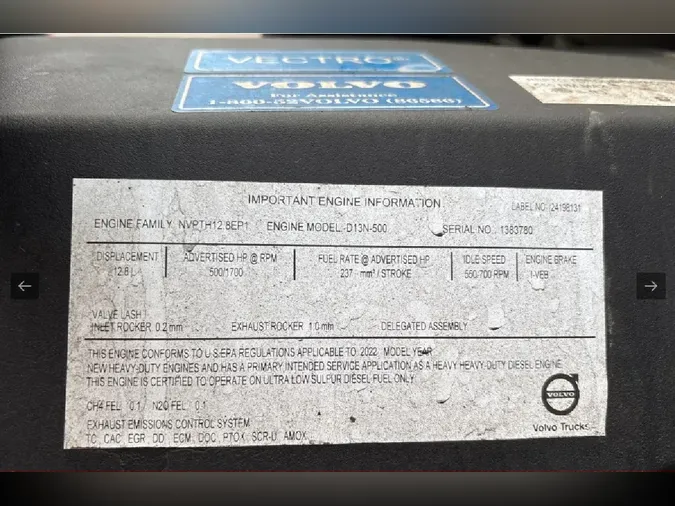 VECTRO
VOLVO
For Assistance
1-800-52VOLVO (86586)
IMPORTANT ENGINE INFORMATION
LABEL NO. 24198131
ENGINE FAMILY NVPTH12.8EP1 ENGINE MODEL D13N-500 SERIAL NO. 1383780
DISPLACEMENT ADVERTISED HP @ RPM FUEL RATE @ ADVERTISED HP IDLE SPEED ENGINE BRAKE
12.8 L 500/1700 237 mm³ / STROKE 550/700 RPM I-VEB
VALVE LASH
INLET ROCKER 0.2 mm EXHAUST ROCKER 1.0 mm DELEGATED ASSEMBLY
THIS ENGINE CONFORMS TO U.S.EPA REGULATIONS APPLICABLE TO 2022 MODEL YEAR
NEW HEAVY-DUTY ENGINES AND HAS A PRIMARY INTENDED SERVICE APPLICATION AS A HEAVY HEAVY-DUTY DIESEL ENGINE
THIS ENGINE IS CERTIFIED TO OPERATE ON ULTRA LOW SULPUR DIESEL FUEL ONLY
CH4 FEL 0.1 / N2O FEL 0.1
EXHAUST EMISSIONS CONTROL SYSTEM
TC, CAC, EGR, DD, ECM, DOC, PTOX, SCR-U, AMOX
VOLVO
Volvo Trucks